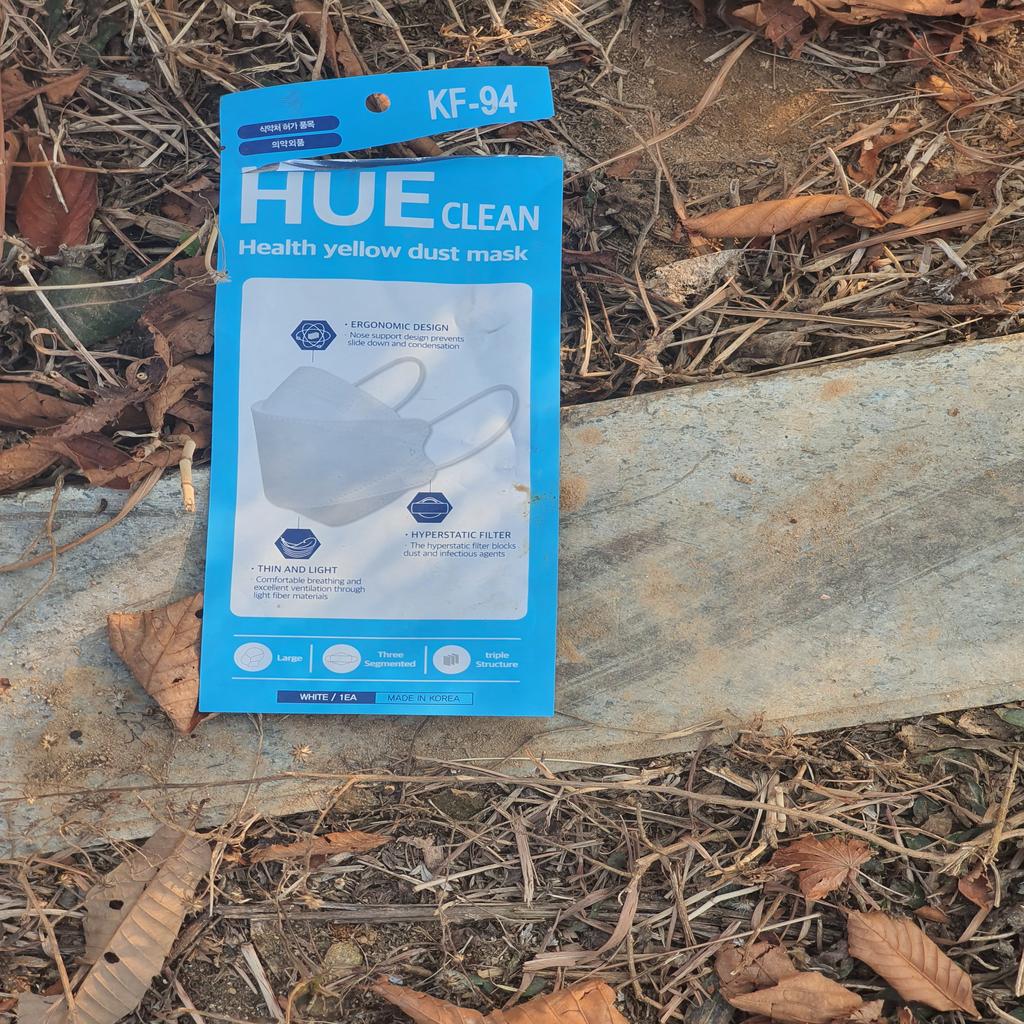 KF-94
식약처 허가 품목
의약외품
HUE CLEAN
Health yellow dust mask
· ERGONOMIC DESIGN
· Nose support design prevents
slide down and condensation
· HYPERSTATIC FILTER
· The hyperstatic filter blocks
dust and infectious agents
· THIN AND LIGHT
· Comfortable breathing and
excellent ventilation through
light fiber materials
Large
Three
Segmented
triple
Structure
WHITE / 1EA
MADE IN KOREA